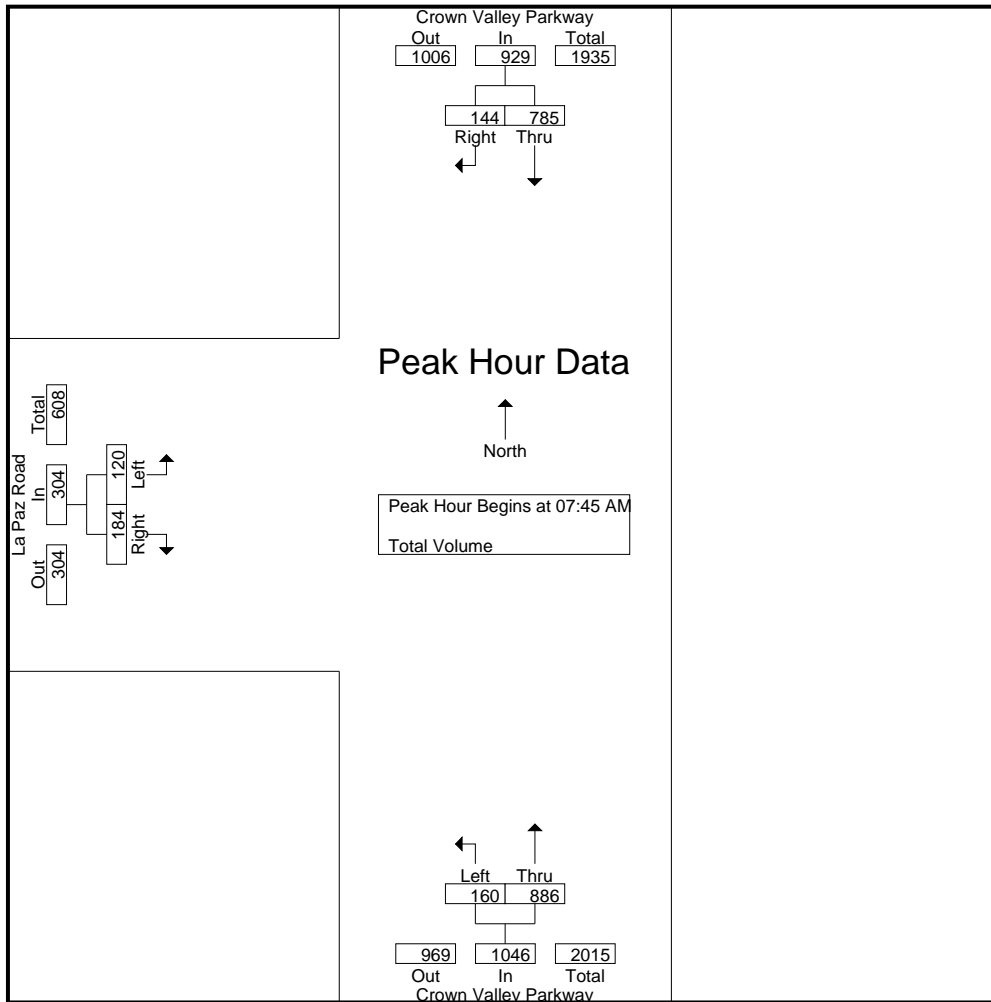 Crown Valley Parkway
Out In Total
1006 929 1935
144 785
Right Thru
Peak Hour Data
North
Peak Hour Begins at 07:45 AM
Total Volume
La Paz Road
Out In Total
304 304 608
184 120
Right Left
Left Thru
160 886
969 1046 2015
Out In Total
Crown Valley Parkway